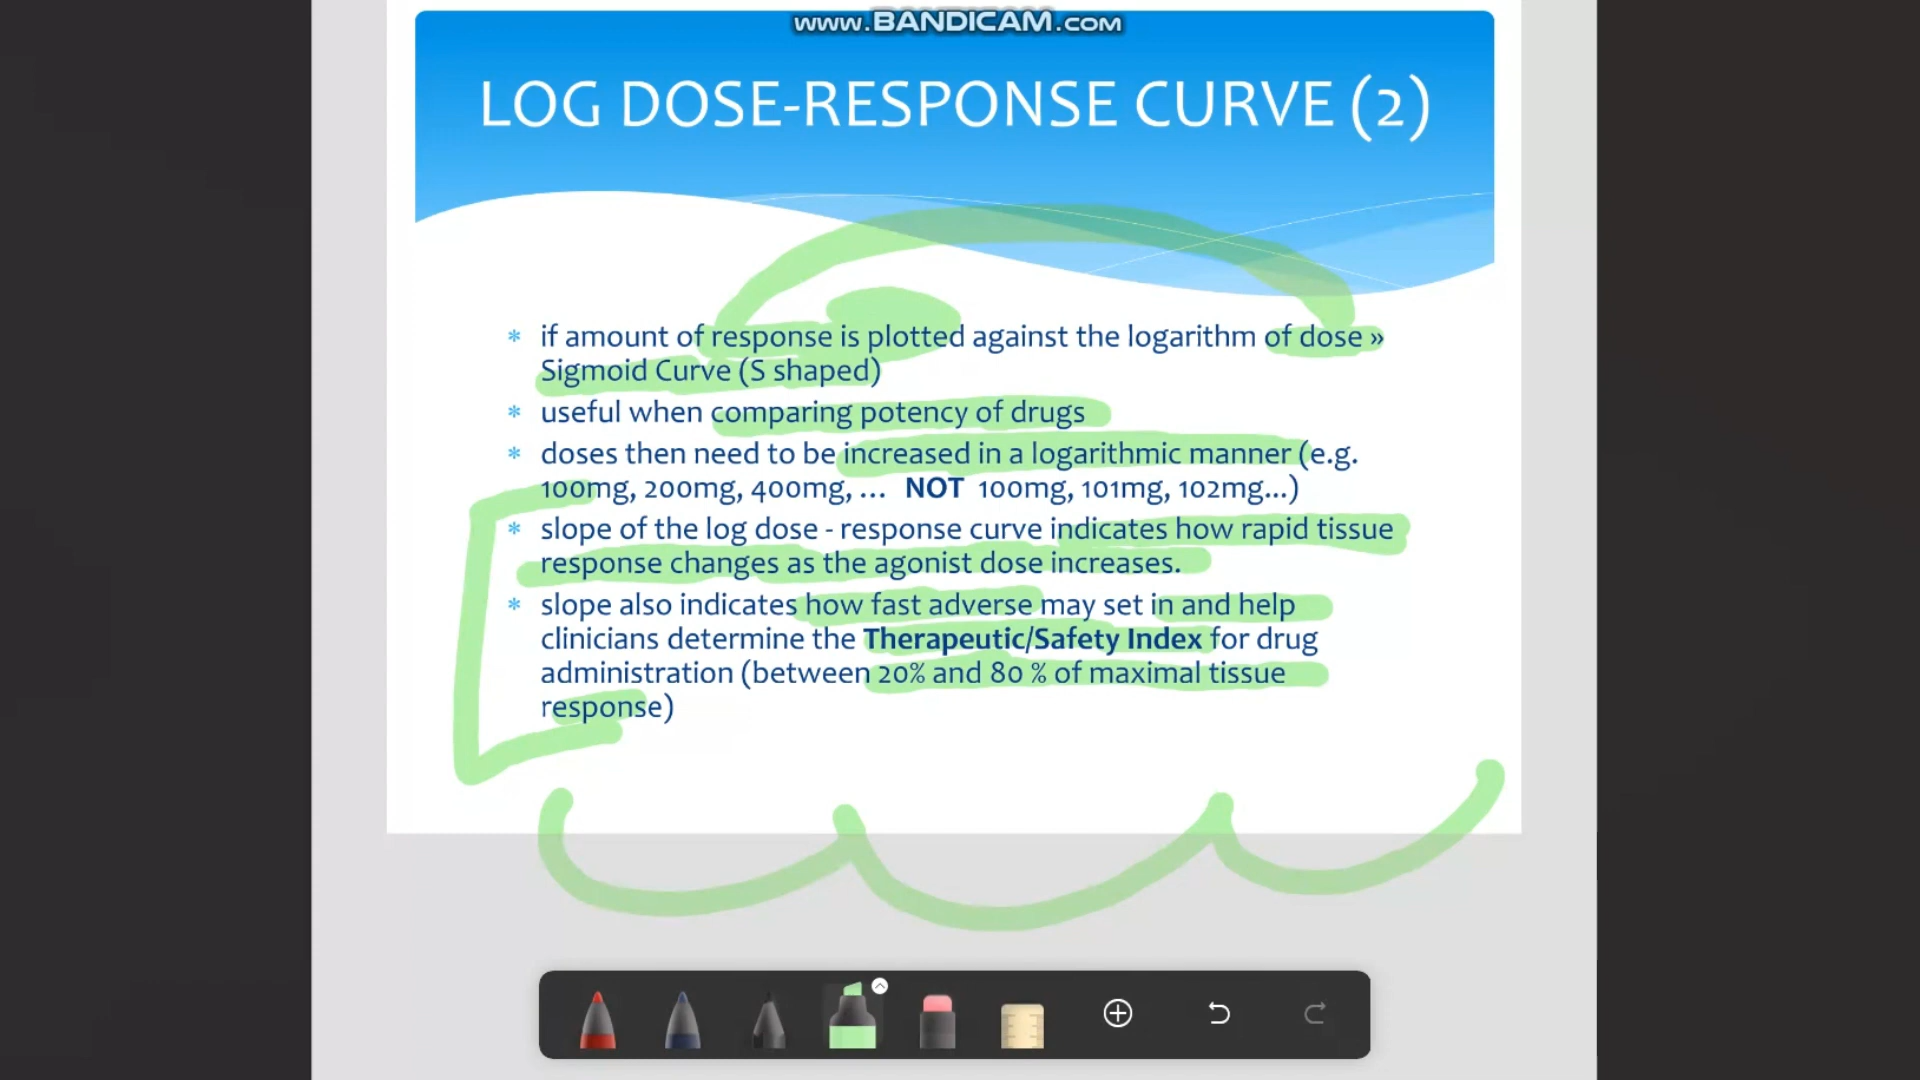 www.BANDICAM.com
LOG DOSE-RESPONSE CURVE (2)
* if amount of response is plotted against the logarithm of dose »
Sigmoid Curve (S shaped)
* useful when comparing potency of drugs
* doses then need to be increased in a logarithmic manner (e.g.
100mg, 200mg, 400mg, ... NOT 100mg, 101mg, 102mg...)
* slope of the log dose - response curve indicates how rapid tissue
response changes as the agonist dose increases.
* slope also indicates how fast adverse may set in and help
clinicians determine the Therapeutic/Safety Index for drug
administration (between 20% and 80 % of maximal tissue
response)